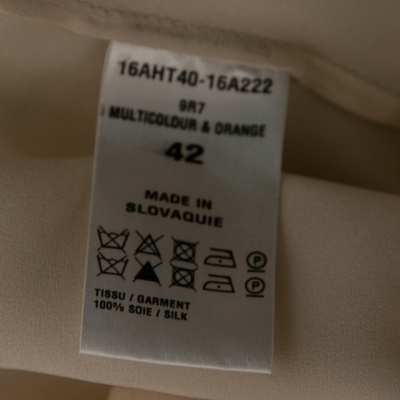 16AHT40-16A222
9R7
MULTICOLOUR & ORANGE
42
MADE IN
SLOVAQUIE
P
P
TISSU / GARMENT
100% SOIE / SILK